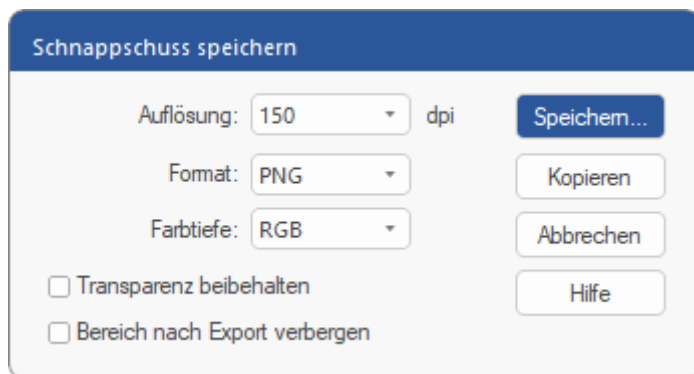 Schnappschuss speichern
Auflösung: 150 dpi
Speichern...
Format: PNG
Kopieren
Farbtiefe: RGB
Abbrechen
Transparenz beibehalten
Hilfe
Bereich nach Export verbergen